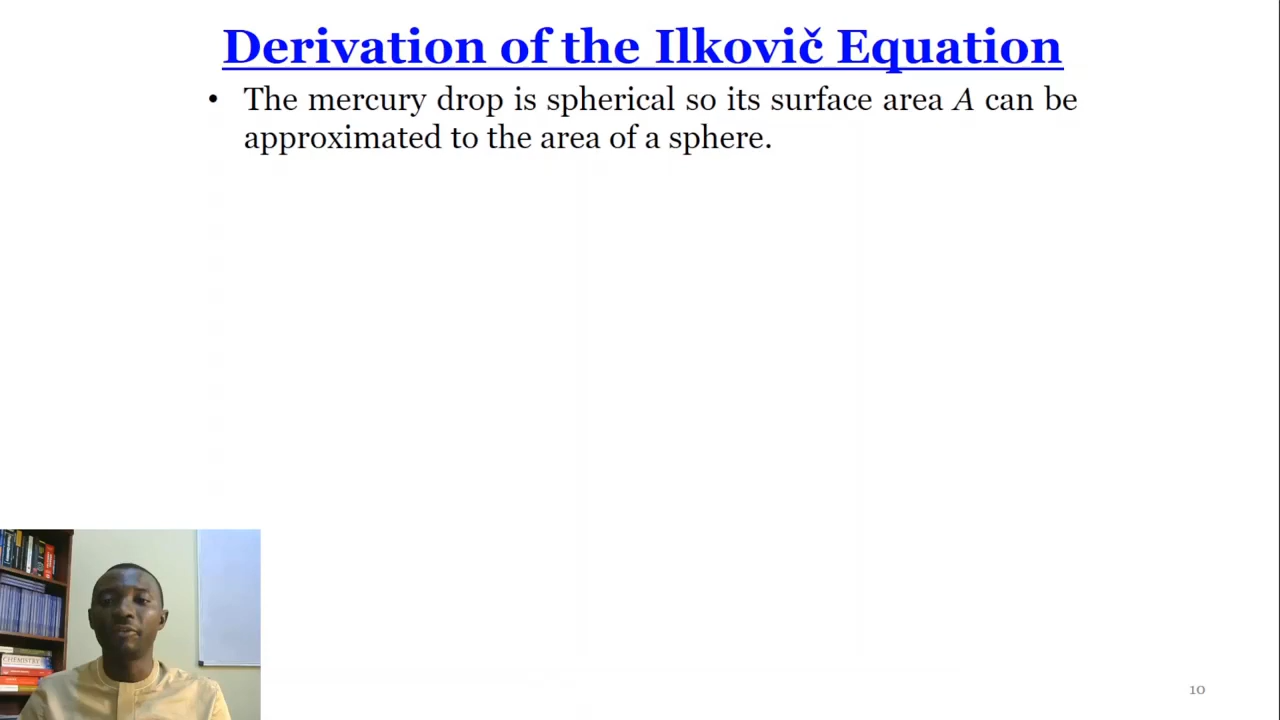 Derivation of the Ilkovič Equation
• The mercury drop is spherical so its surface area A can be
approximated to the area of a sphere.
CHEMISTRY
10